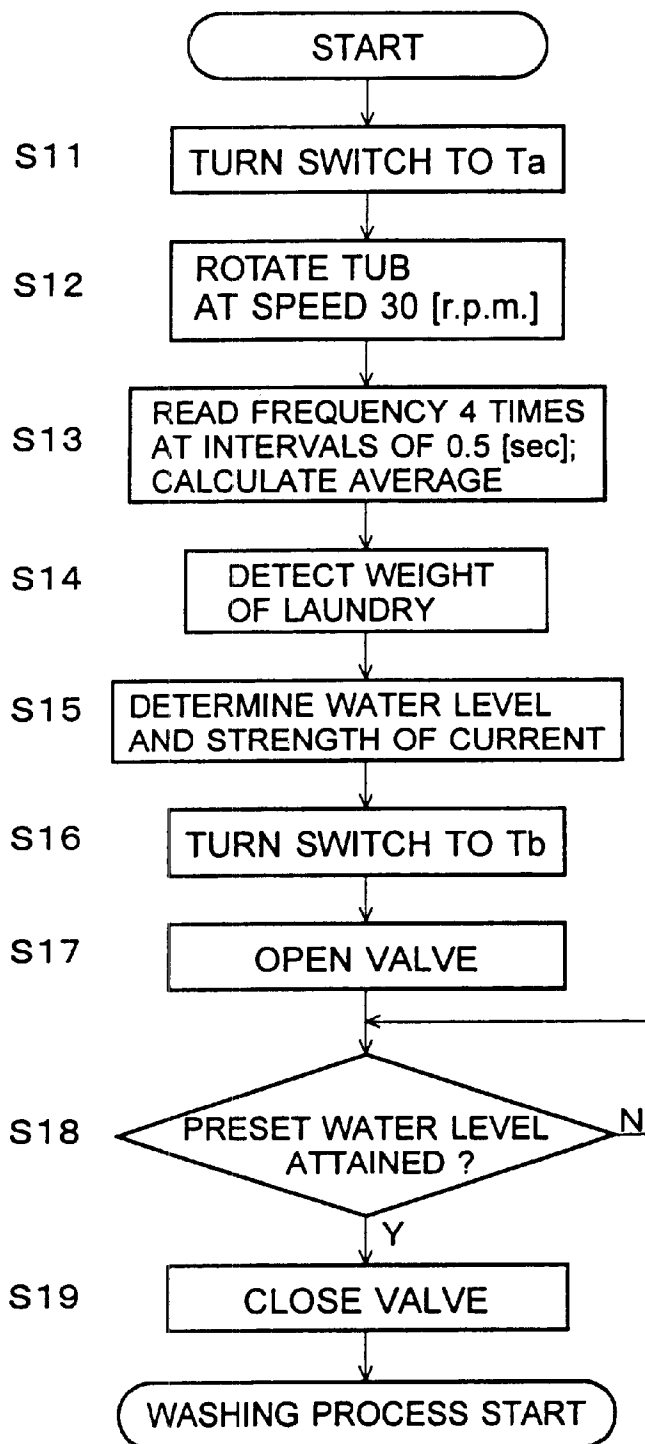 START
S11
TURN SWITCH TO Ta
S12
ROTATE TUB
AT SPEED 30 [r.p.m.]
S13
READ FREQUENCY 4 TIMES
AT INTERVALS OF 0.5 [sec];
CALCULATE AVERAGE
S14
DETECT WEIGHT
OF LAUNDRY
S15
DETERMINE WATER LEVEL
AND STRENGTH OF CURRENT
S16
TURN SWITCH TO Tb
S17
OPEN VALVE
S18
PRESET WATER LEVEL
ATTAINED ?
N
Y
S19
CLOSE VALVE
WASHING PROCESS START